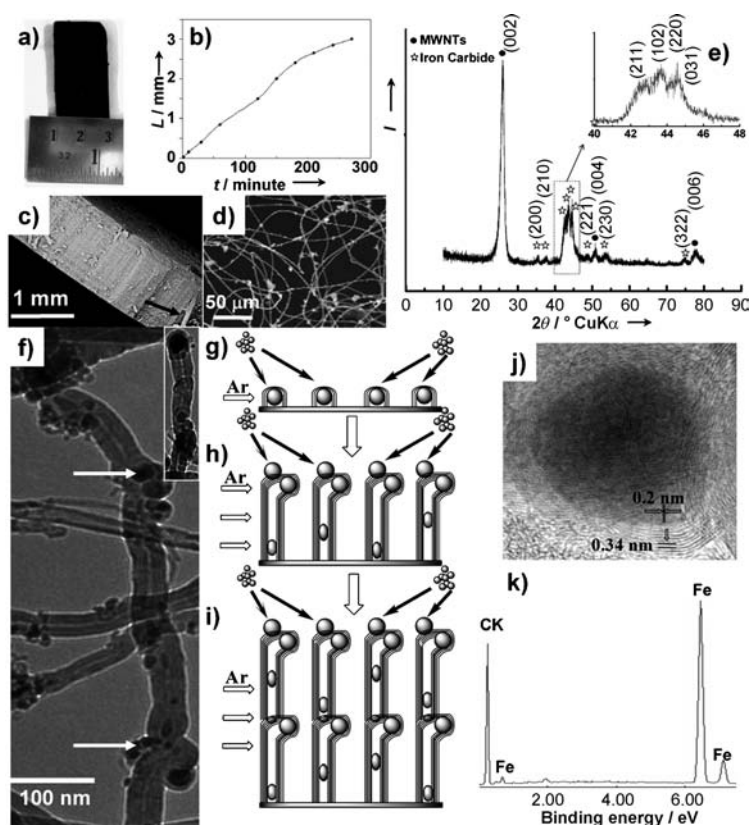 a)
1 2 3
32 1
b)
L / mm
3
2
1
0
0 100 200 300
t / minute
c)
1 mm
d)
50 μm
e)
● MWNTs
☆ Iron Carbide
I
(002)
(200)
(210)
(221)
(004)
(230)
(322)
(006)
10 20 30 40 50 60 70 80 90
2θ / ° CuKα
(211)
(102)
(220)
(031)
40 42 44 46 48
f)
100 nm
g)
Ar
h)
Ar
i)
Ar
j)
0.2 nm
0.34 nm
k)
CK
Fe
Fe
Fe
2.00 4.00 6.00
Binding energy / eV